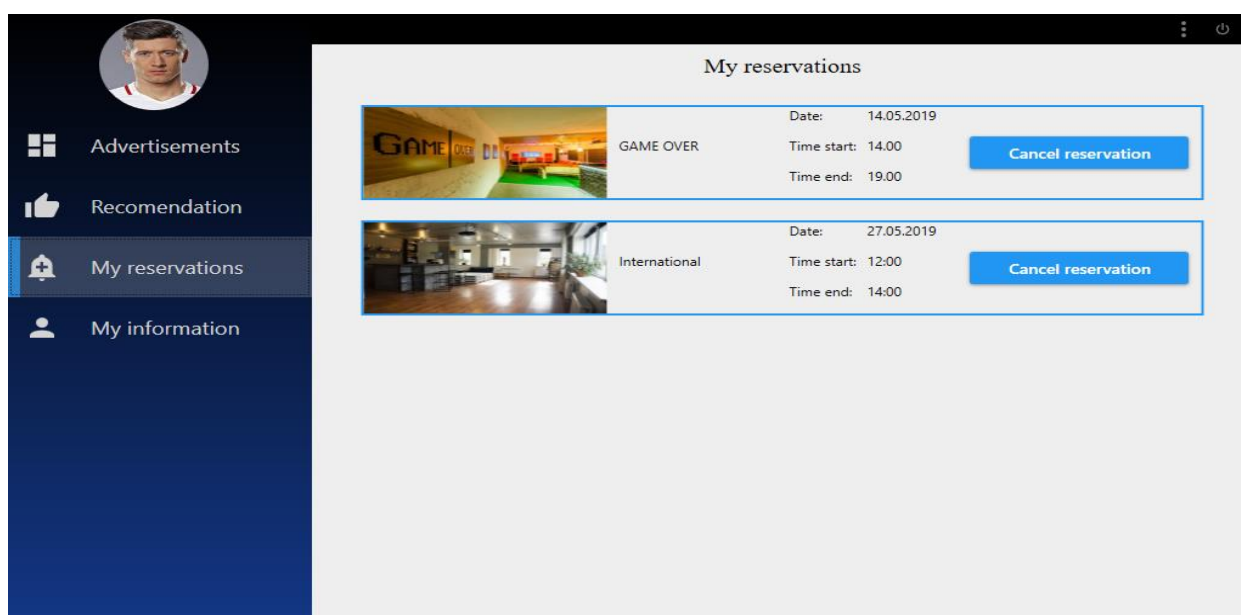 My reservations
Advertisements
Recomendation
My reservations
My information
GAME OVER
GAME OVER
Date: 14.05.2019
Time start: 14.00
Time end: 19.00
Cancel reservation
International
Date: 27.05.2019
Time start: 12:00
Time end: 14:00
Cancel reservation